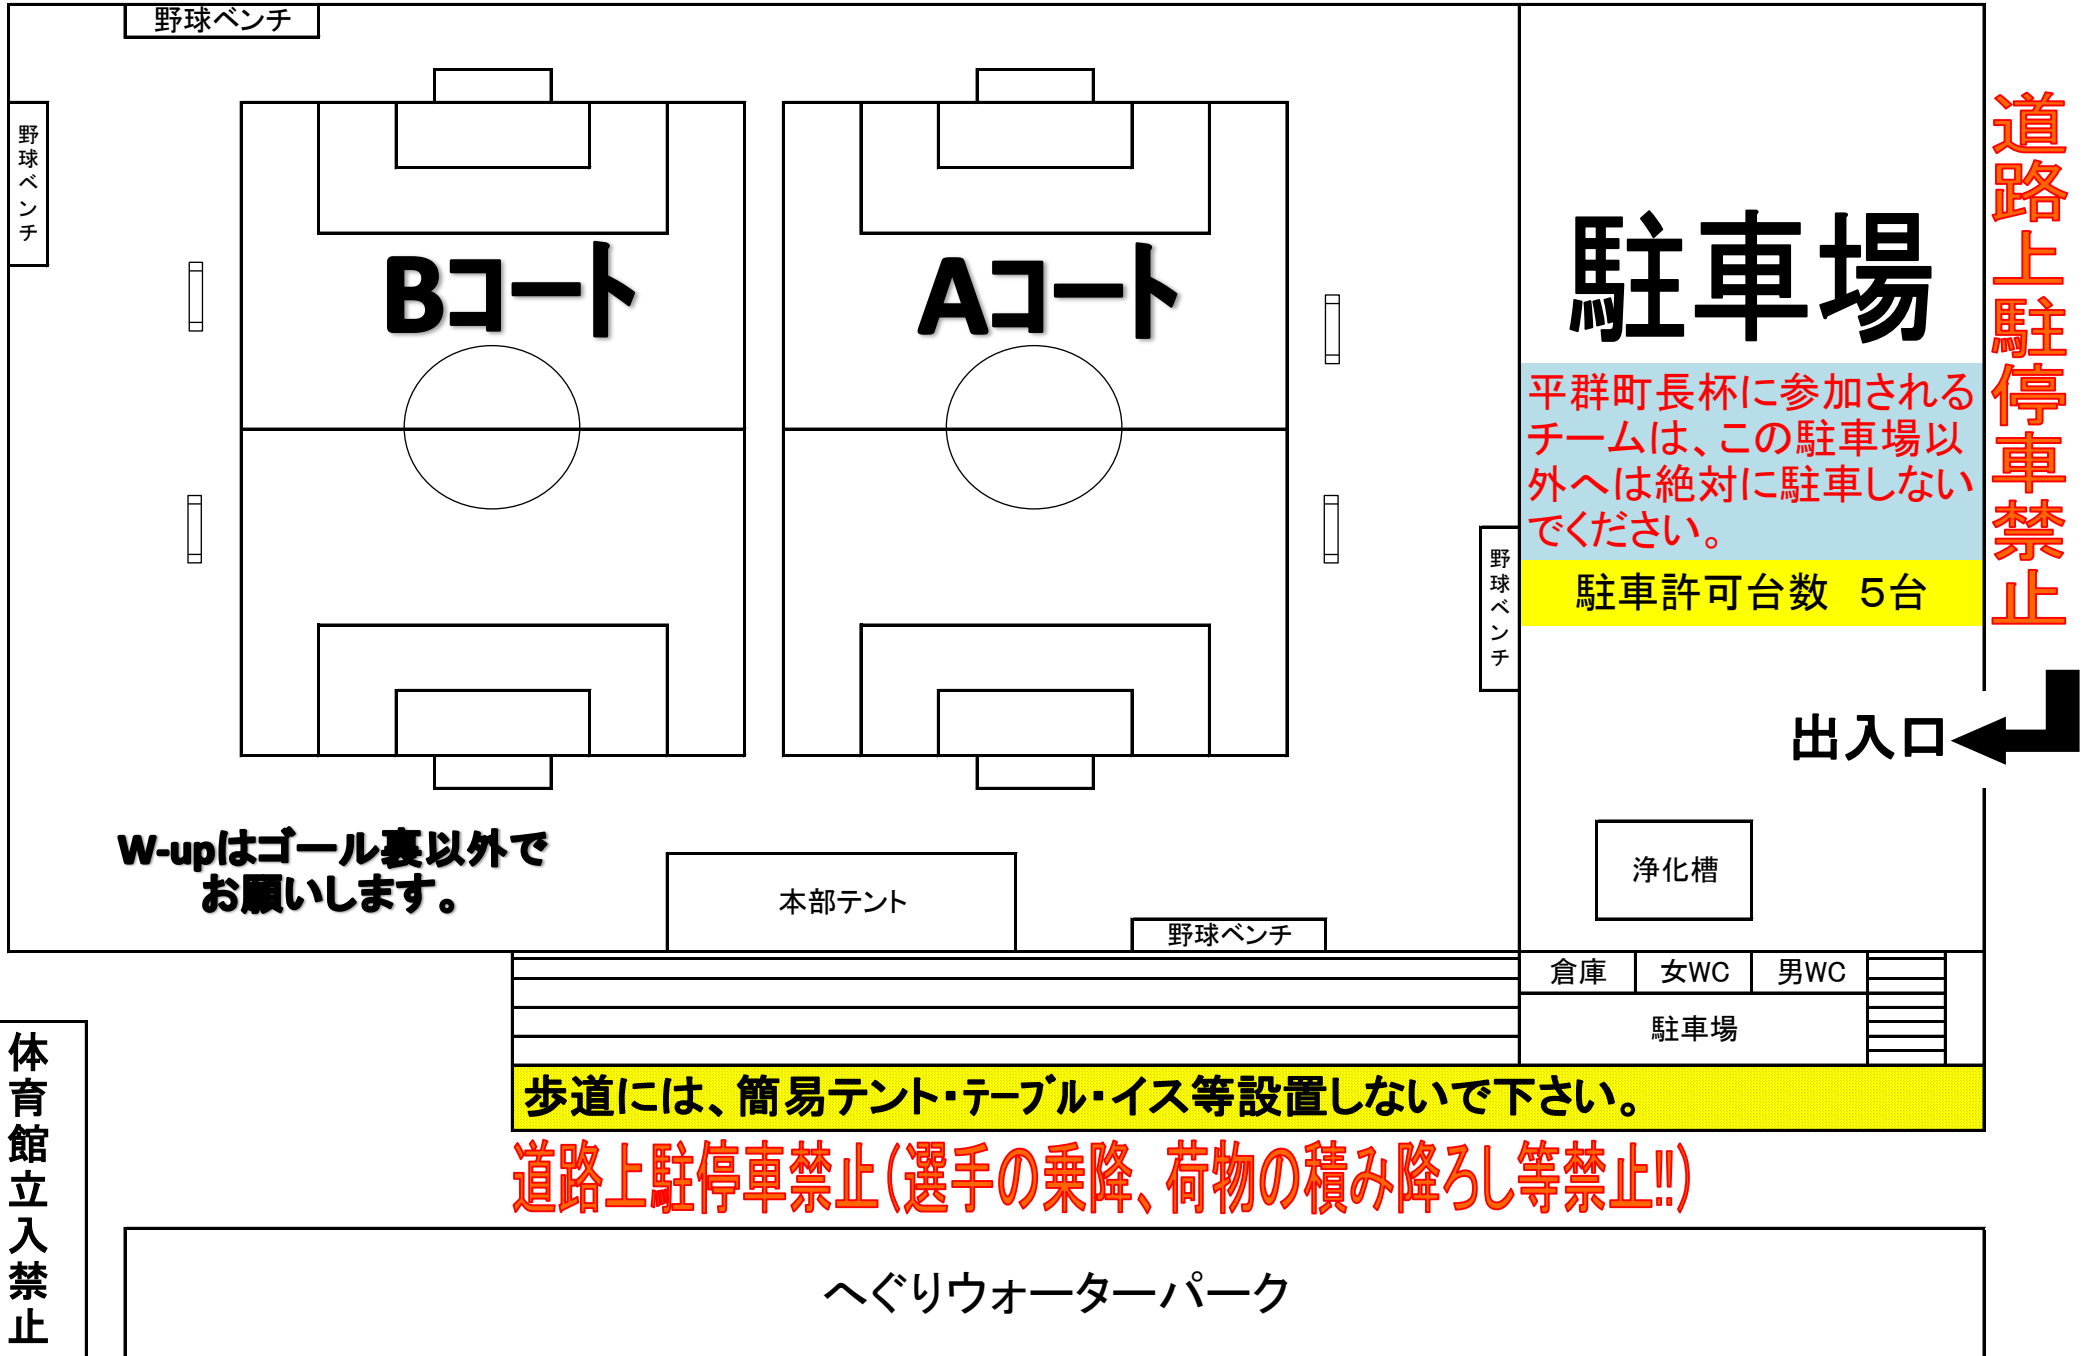 野球ベンチ
野球ベンチ
Bコート
Aコート
駐車場
平群町長杯に参加される
チームは、この駐車場以
外へは絶対に駐車しない
でください。
駐車許可台数　5台
道路上駐停車禁止
野球ベンチ
出入口
W-upはゴール裏以外で
お願いします。
本部テント
野球ベンチ
浄化槽
倉庫
女WC
男WC
駐車場
歩道には、簡易テント・テーブル・イス等設置しないで下さい。
道路上駐停車禁止(選手の乗降、荷物の積み降ろし等禁止!!)
体育館立入禁止
へぐりウォーターパーク